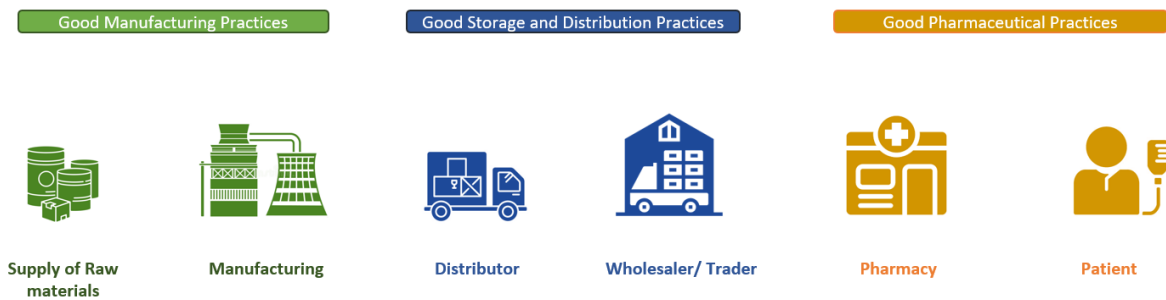 Good Manufacturing Practices
Good Storage and Distribution Practices
Good Pharmaceutical Practices
Supply of Raw
materials
Manufacturing
Distributor
Wholesaler/ Trader
Pharmacy
Patient